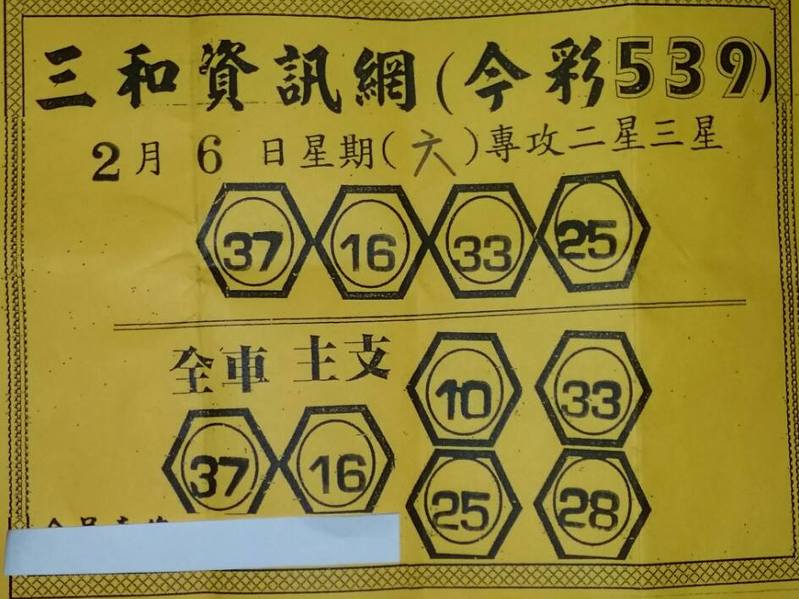 三和資訊網(今彩539)
2月6日星期(六)專攻二星三星
37 16 33 25
全車 主支
10 33
37 16
25 28